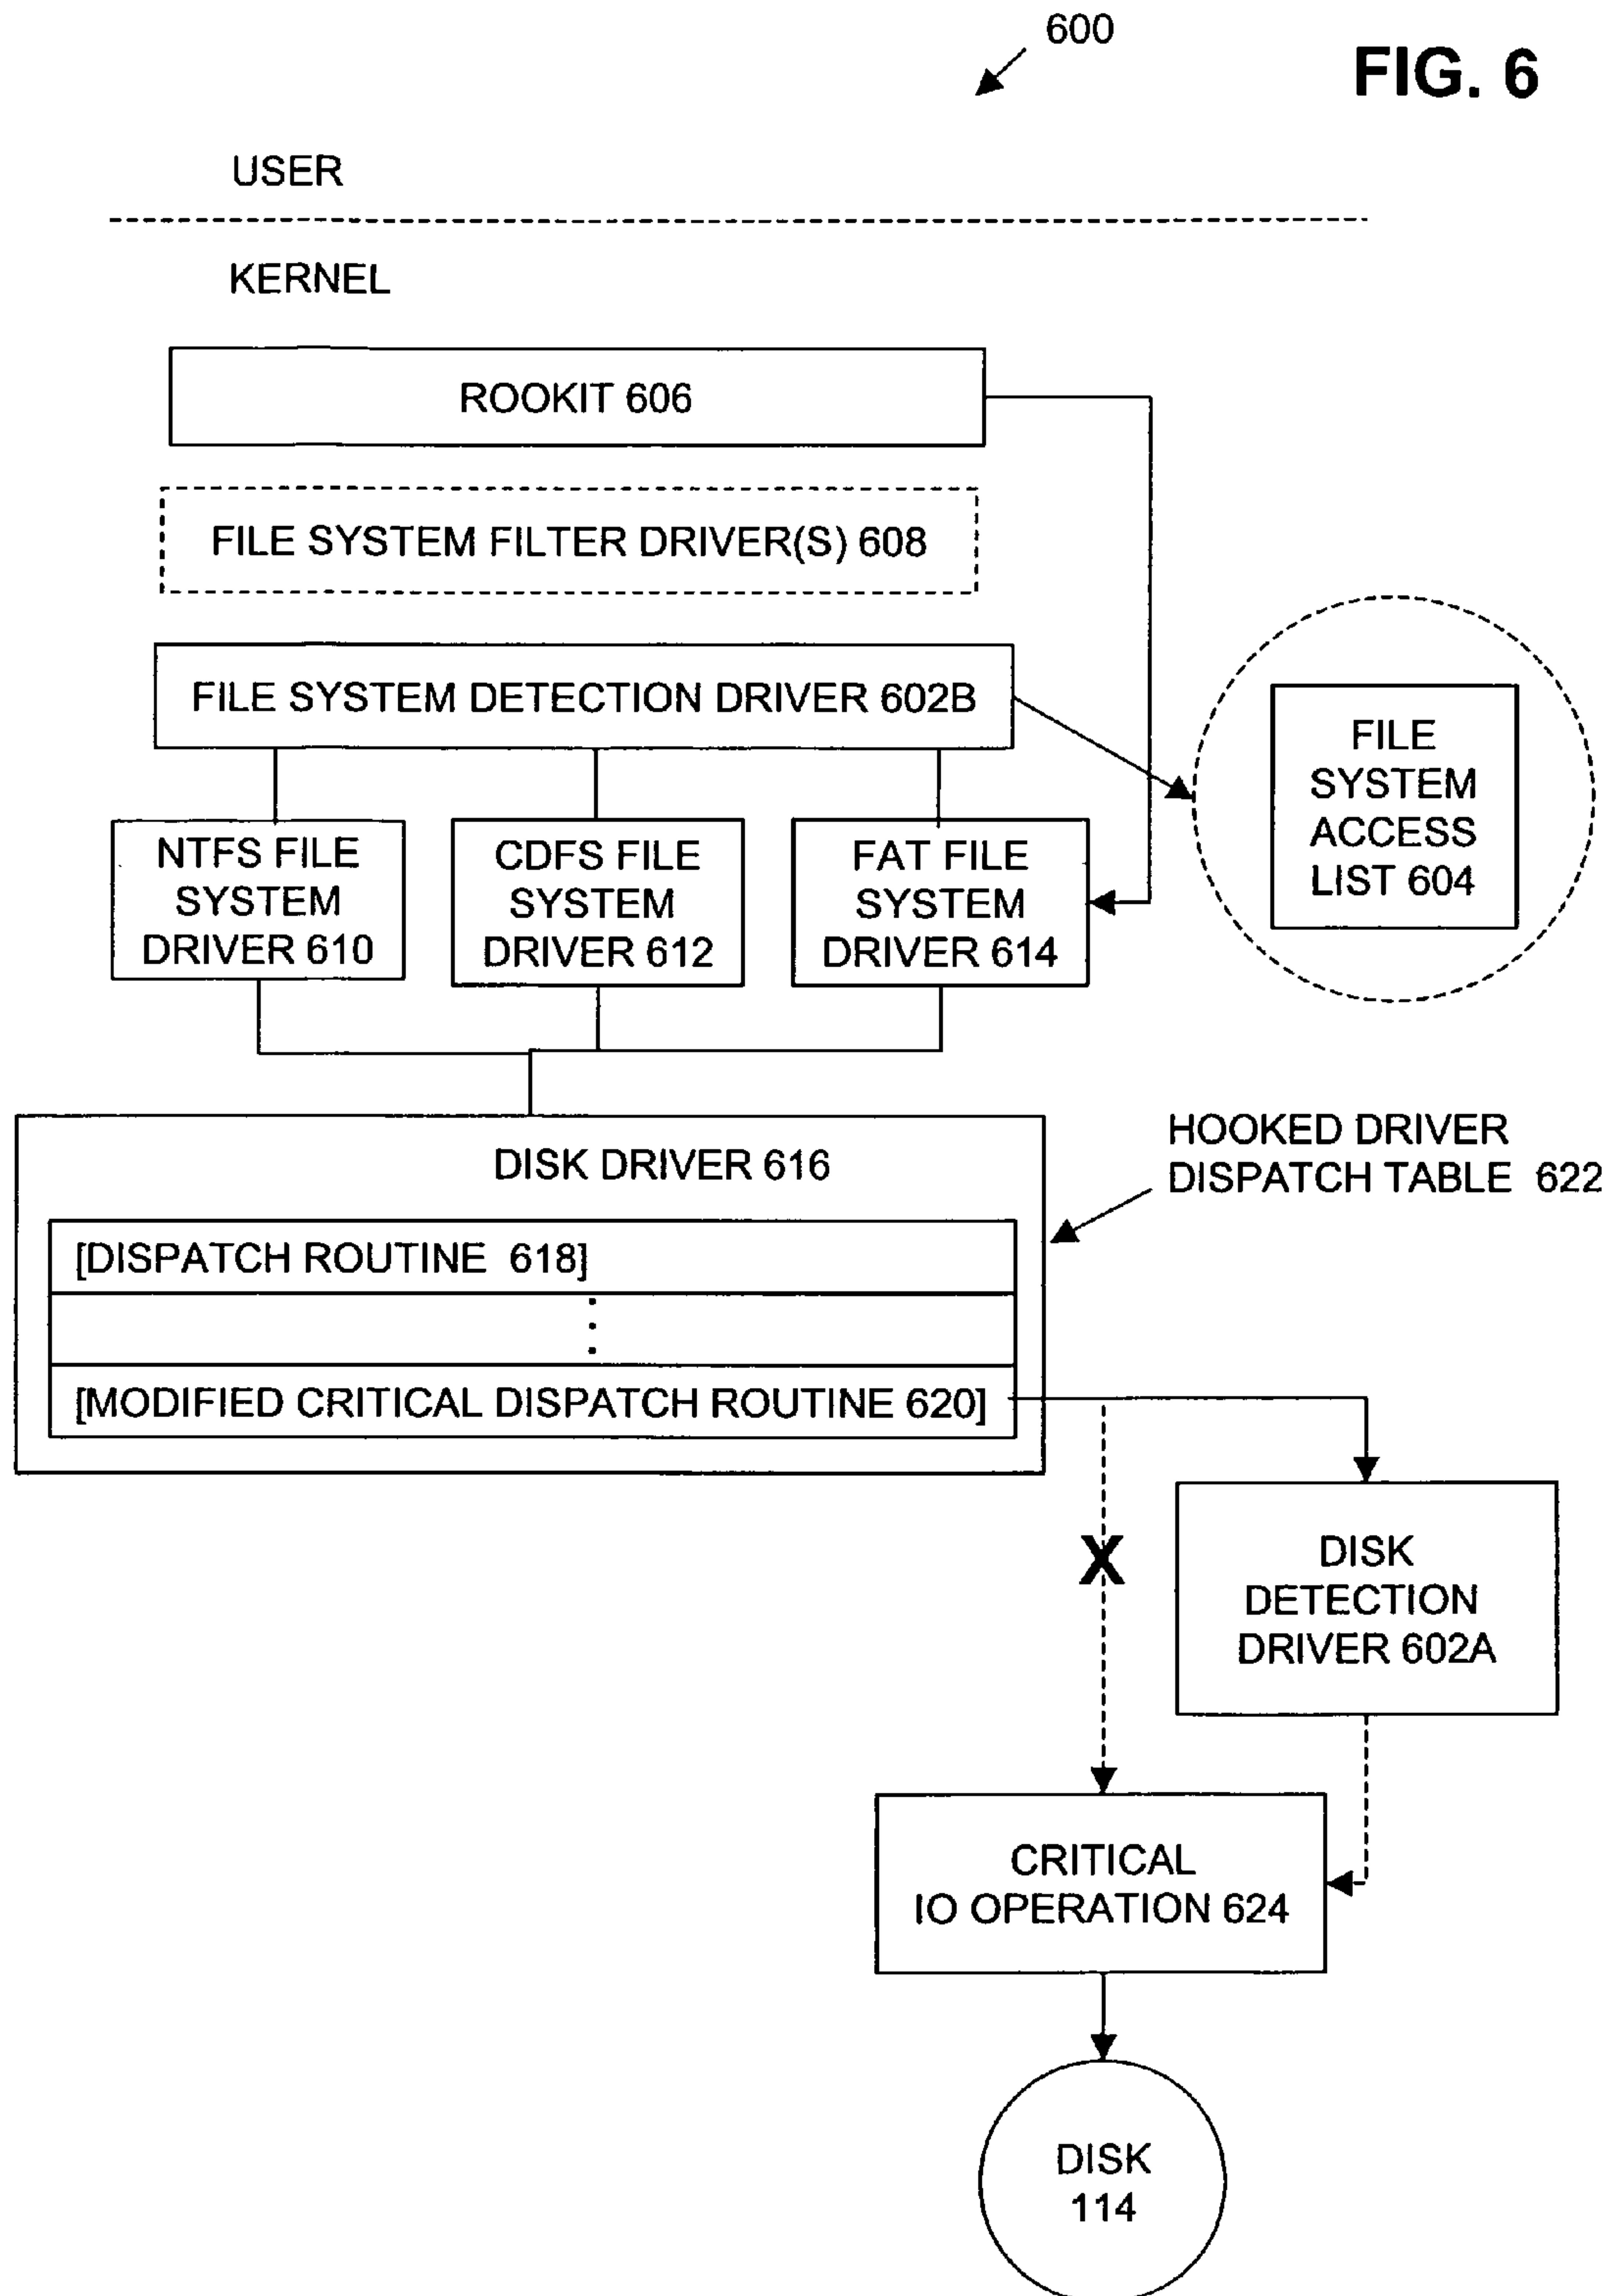 600
FIG. 6
USER
KERNEL
ROOKIT 606
FILE SYSTEM FILTER DRIVER(S) 608
FILE SYSTEM DETECTION DRIVER 602B
FILE
SYSTEM
ACCESS
LIST 604
NTFS FILE
SYSTEM
DRIVER 610
CDFS FILE
SYSTEM
DRIVER 612
FAT FILE
SYSTEM
DRIVER 614
DISK DRIVER 616
HOOKED DRIVER
DISPATCH TABLE 622
[DISPATCH ROUTINE 618]
[MODIFIED CRITICAL DISPATCH ROUTINE 620]
X
DISK
DETECTION
DRIVER 602A
CRITICAL
IO OPERATION 624
DISK
114